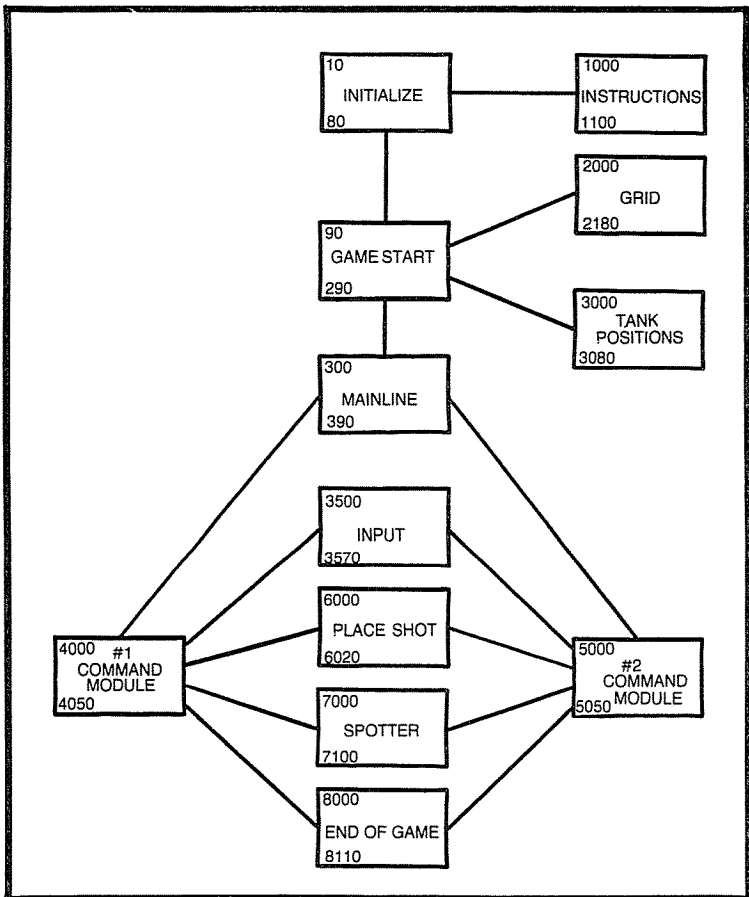 10
INITIALIZE
80
1000
INSTRUCTIONS
1100
2000
GRID
2180
90
GAME START
290
3000
TANK
POSITIONS
3080
300
MAINLINE
390
3500
INPUT
3570
6000
PLACE SHOT
6020
4000
#1
COMMAND
MODULE
4050
5000
#2
COMMAND
MODULE
5050
7000
SPOTTER
7100
8000
END OF GAME
8110